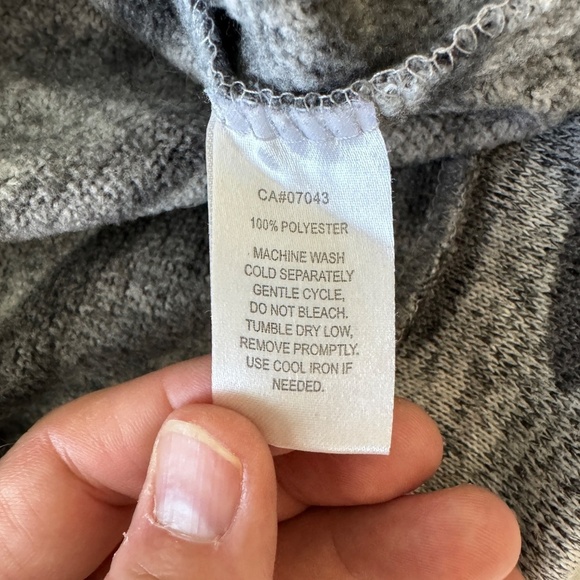 CA#07043
100% POLYESTER
MACHINE WASH
COLD SEPARATELY
GENTLE CYCLE,
DO NOT BLEACH.
TUMBLE DRY LOW,
REMOVE PROMPTLY.
USE COOL IRON IF
NEEDED.